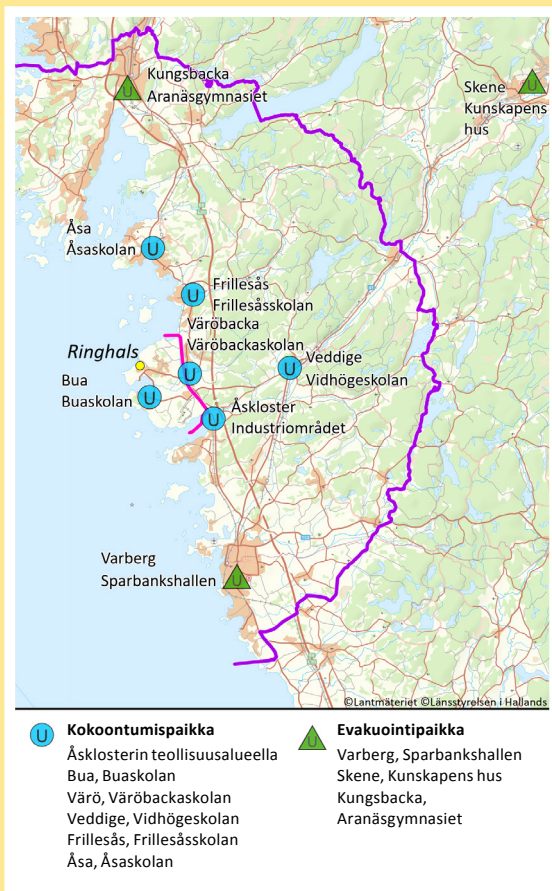 Kungsbacka
Aranäsgymnasiet
U
Skene
Kunskapens
hus
U
Åsa
Åsaskolan
U
Frillesås
Frillesåsskolan
U
Väröbacka
Väröbackaskolan
U
Ringhals
Veddige
Vidhögeskolan
U
Bua
Buaskolan
U
Åskloster
Industriområdet
U
Varberg
Sparbankshallen
U
©Lantmäteriet ©Länsstyrelsen i Hallands
U
Kokoontumispaikka
Åsklosterin teollisuusalueella
Bua, Buaskolan
Värö, Väröbackaskolan
Veddige, Vidhögeskolan
Frillesås, Frillesåsskolan
Åsa, Åsaskolan
U
Evakuointipaikka
Varberg, Sparbankshallen
Skene, Kunskapens hus
Kungsbacka,
Aranäsgymnasiet